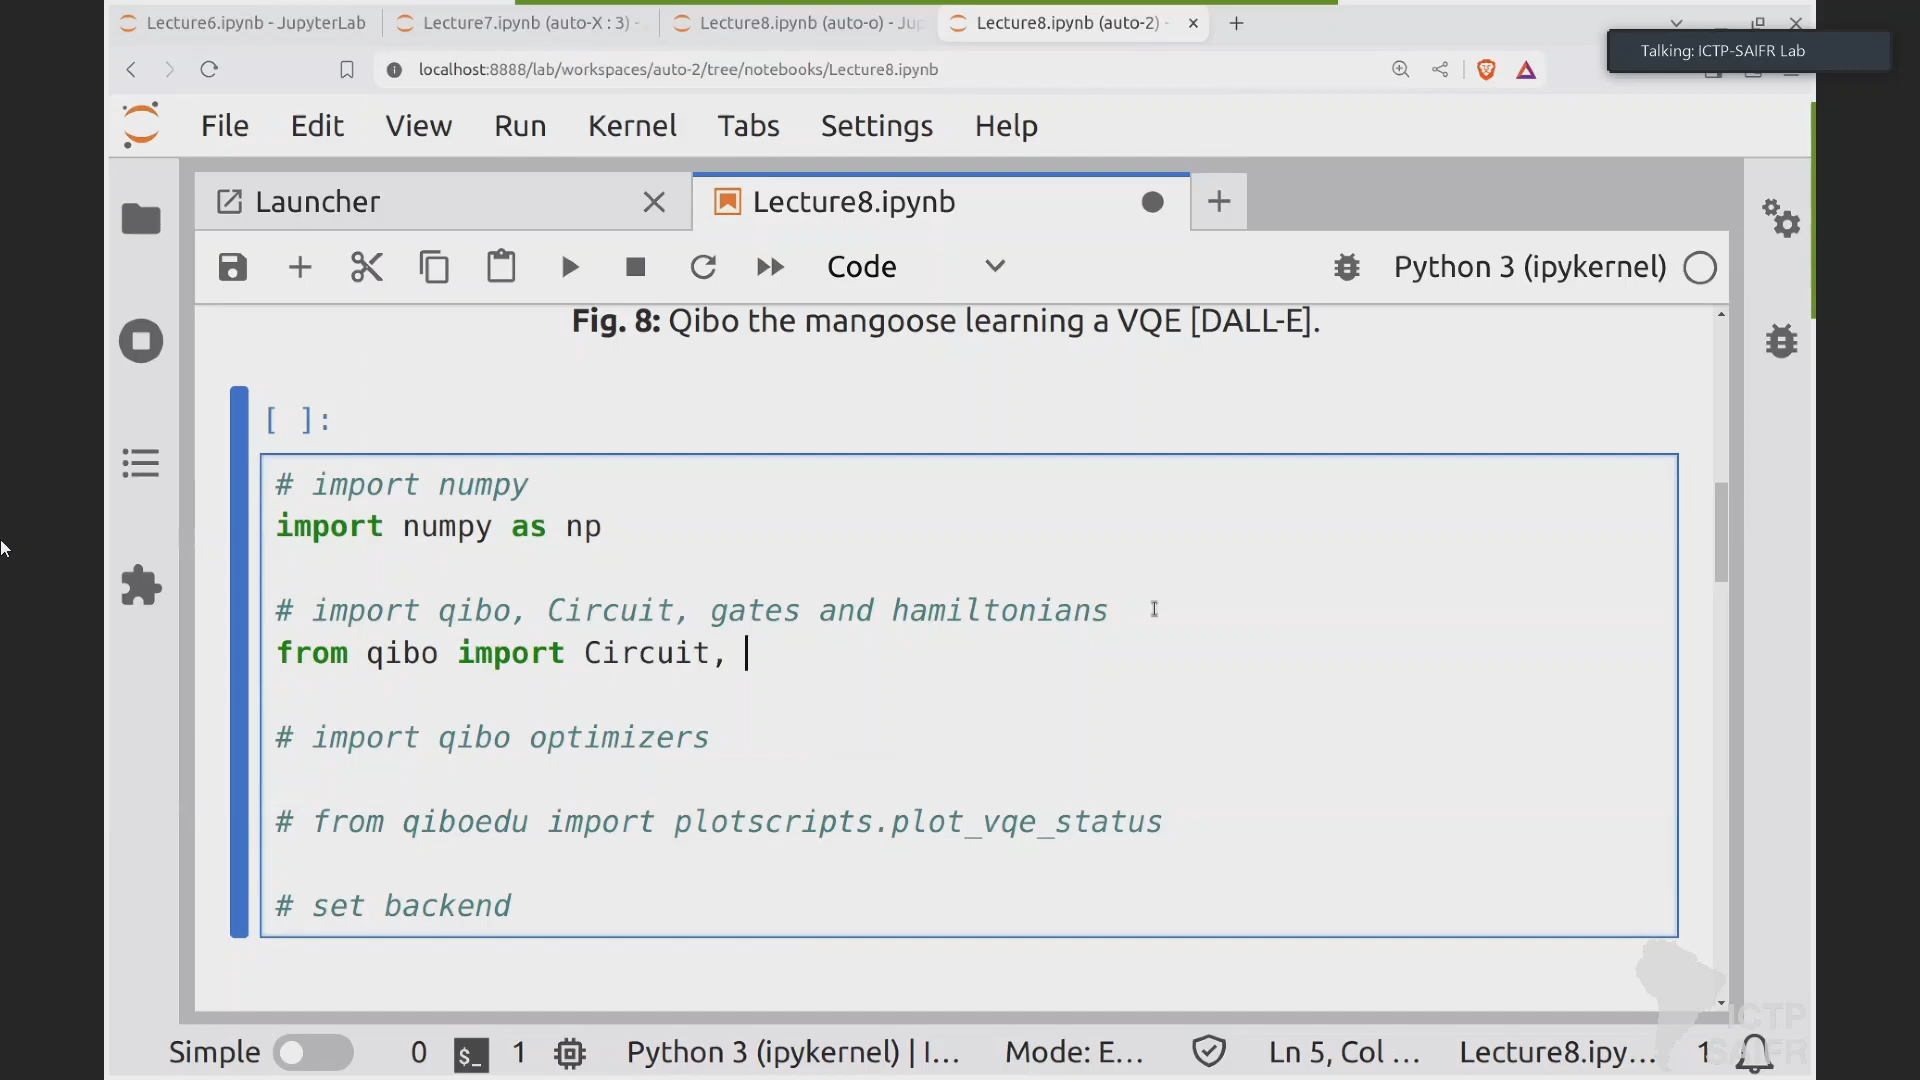 Lecture6.ipynb - JupyterLab
Lecture7.ipynb (auto-X : 3) -
Lecture8.ipynb (auto-o) - Jup
Lecture8.ipynb (auto-2) -
localhost:8888/lab/workspaces/auto-2/tree/notebooks/Lecture8.ipynb
Talking: ICTP-SAIFR Lab
File Edit View Run Kernel Tabs Settings Help
Launcher
Lecture8.ipynb
Code
Python 3 (ipykernel)
Fig. 8: Qibo the mangoose learning a VQE [DALL-E].
[ ]:
# import numpy
import numpy as np
# import qibo, Circuit, gates and hamiltonians
from qibo import Circuit,
# import qibo optimizers
# from qiboedu import plotscripts.plot_vqe_status
# set backend
ICTP
SAIFR
Simple 0 $_ 1 Python 3 (ipykernel) | I... Mode: E... Ln 5, Col ... Lecture8.ipy... 1